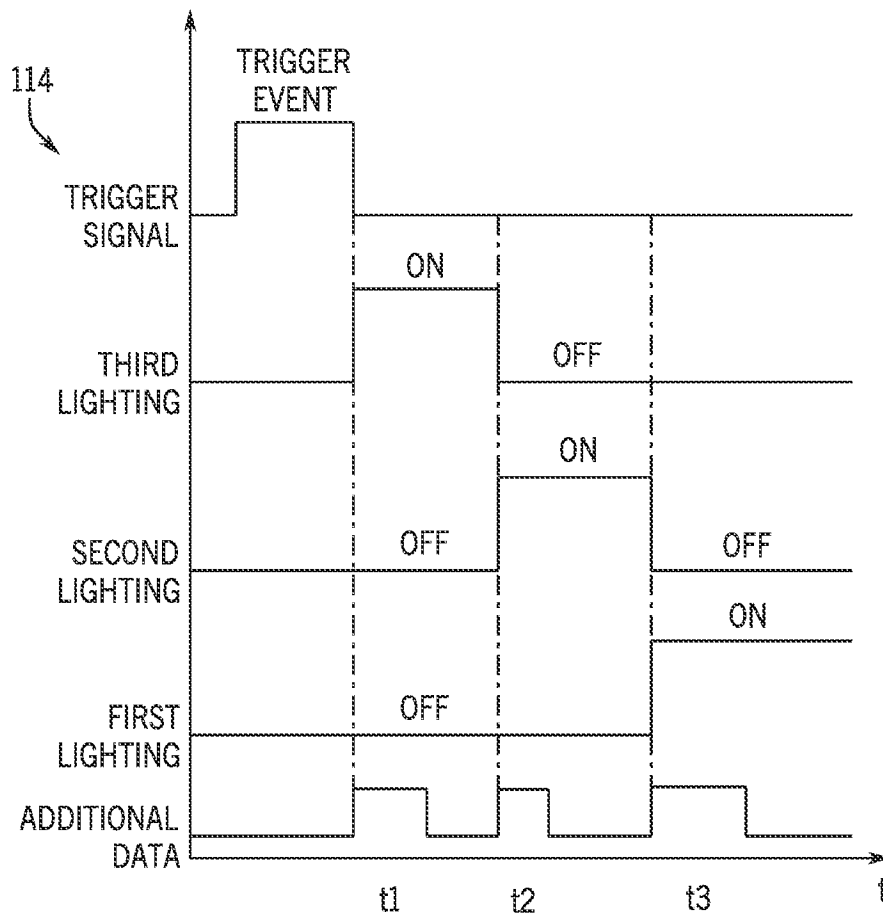 114
TRIGGER
EVENT
TRIGGER
SIGNAL
ON
THIRD
LIGHTING
OFF
ON
SECOND
LIGHTING
OFF
OFF
ON
FIRST
LIGHTING
OFF
ADDITIONAL
DATA
t1
t2
t3
t